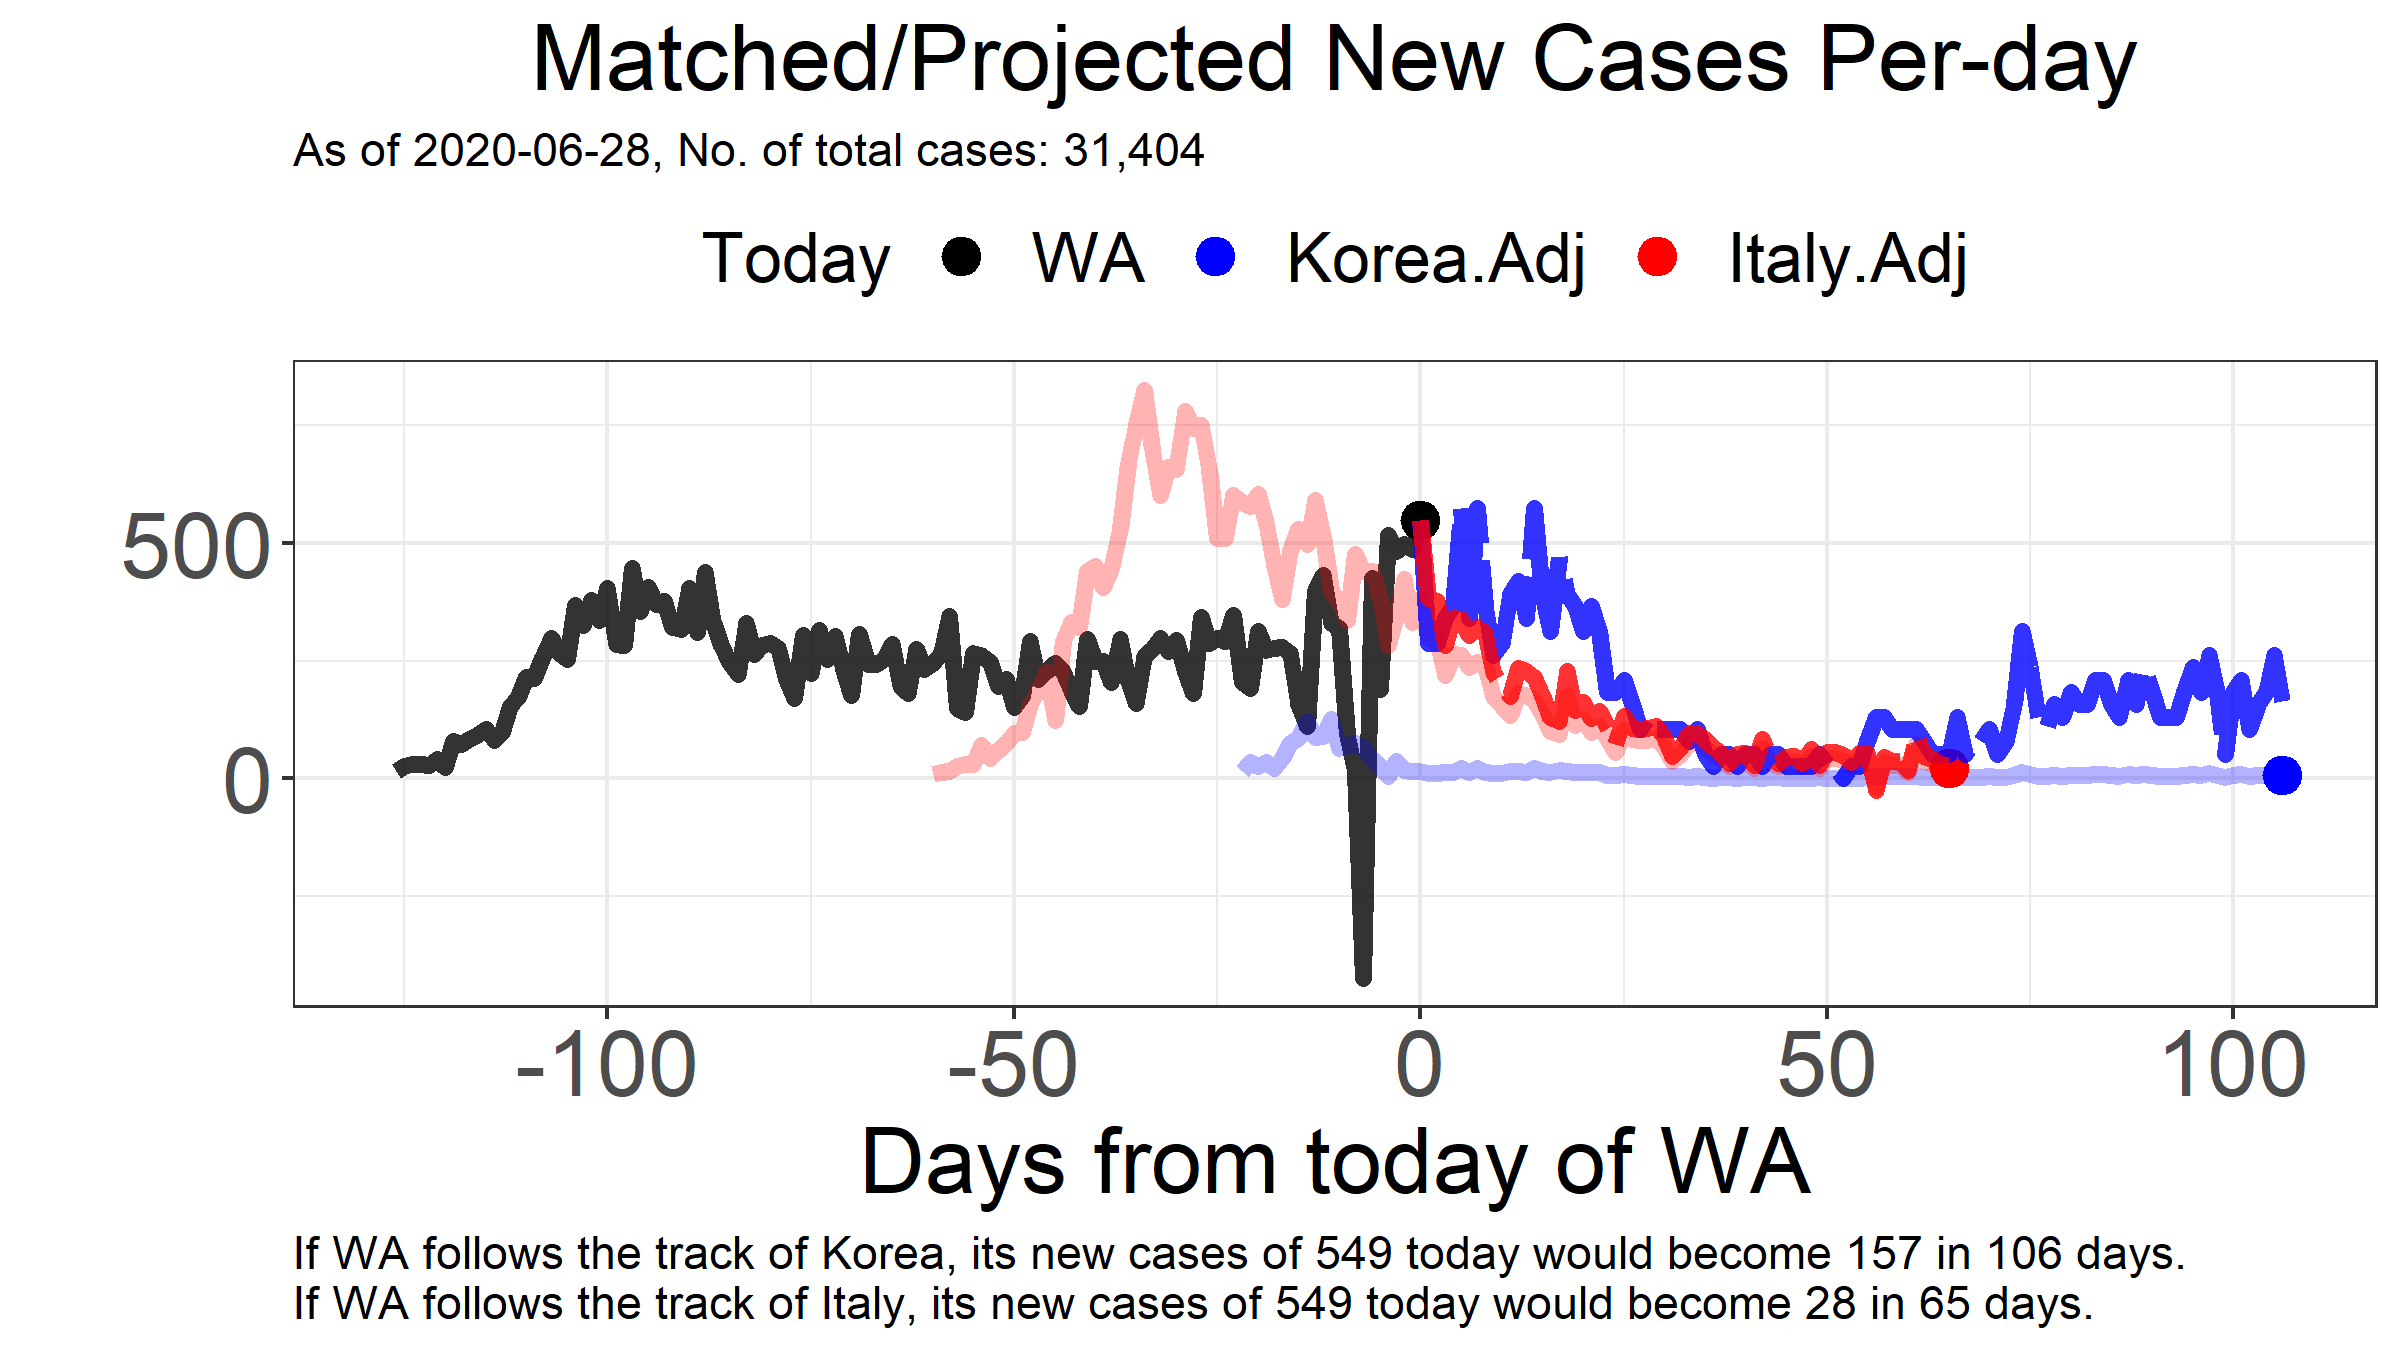 Matched/Projected New Cases Per-day
As of 2020-06-28, No. of total cases: 31,404
Today WA Korea.Adj Italy.Adj
500
0
-100 -50 0 50 100
Days from today of WA
If WA follows the track of Korea, its new cases of 549 today would become 157 in 106 days.
If WA follows the track of Italy, its new cases of 549 today would become 28 in 65 days.